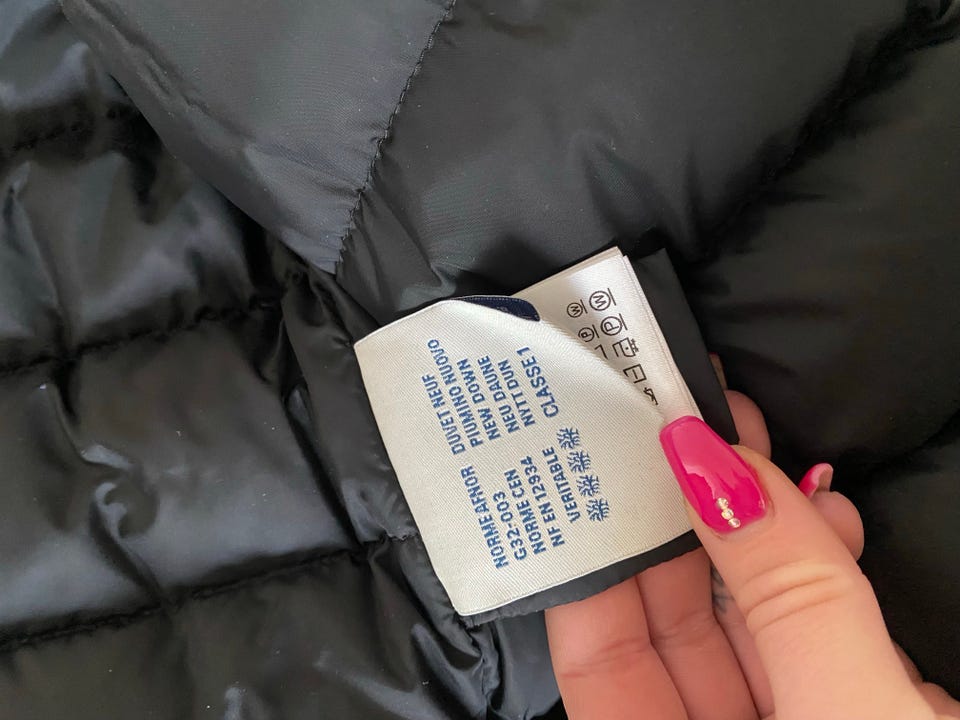 NORME AFNOR DUVET NEUF
G32-003 PIUMINO NUOVO
NORME CEN NEW DOWN
NF EN 12934 NEU DAUNE
VERITABLE NYTT DUN
CLASSE 1